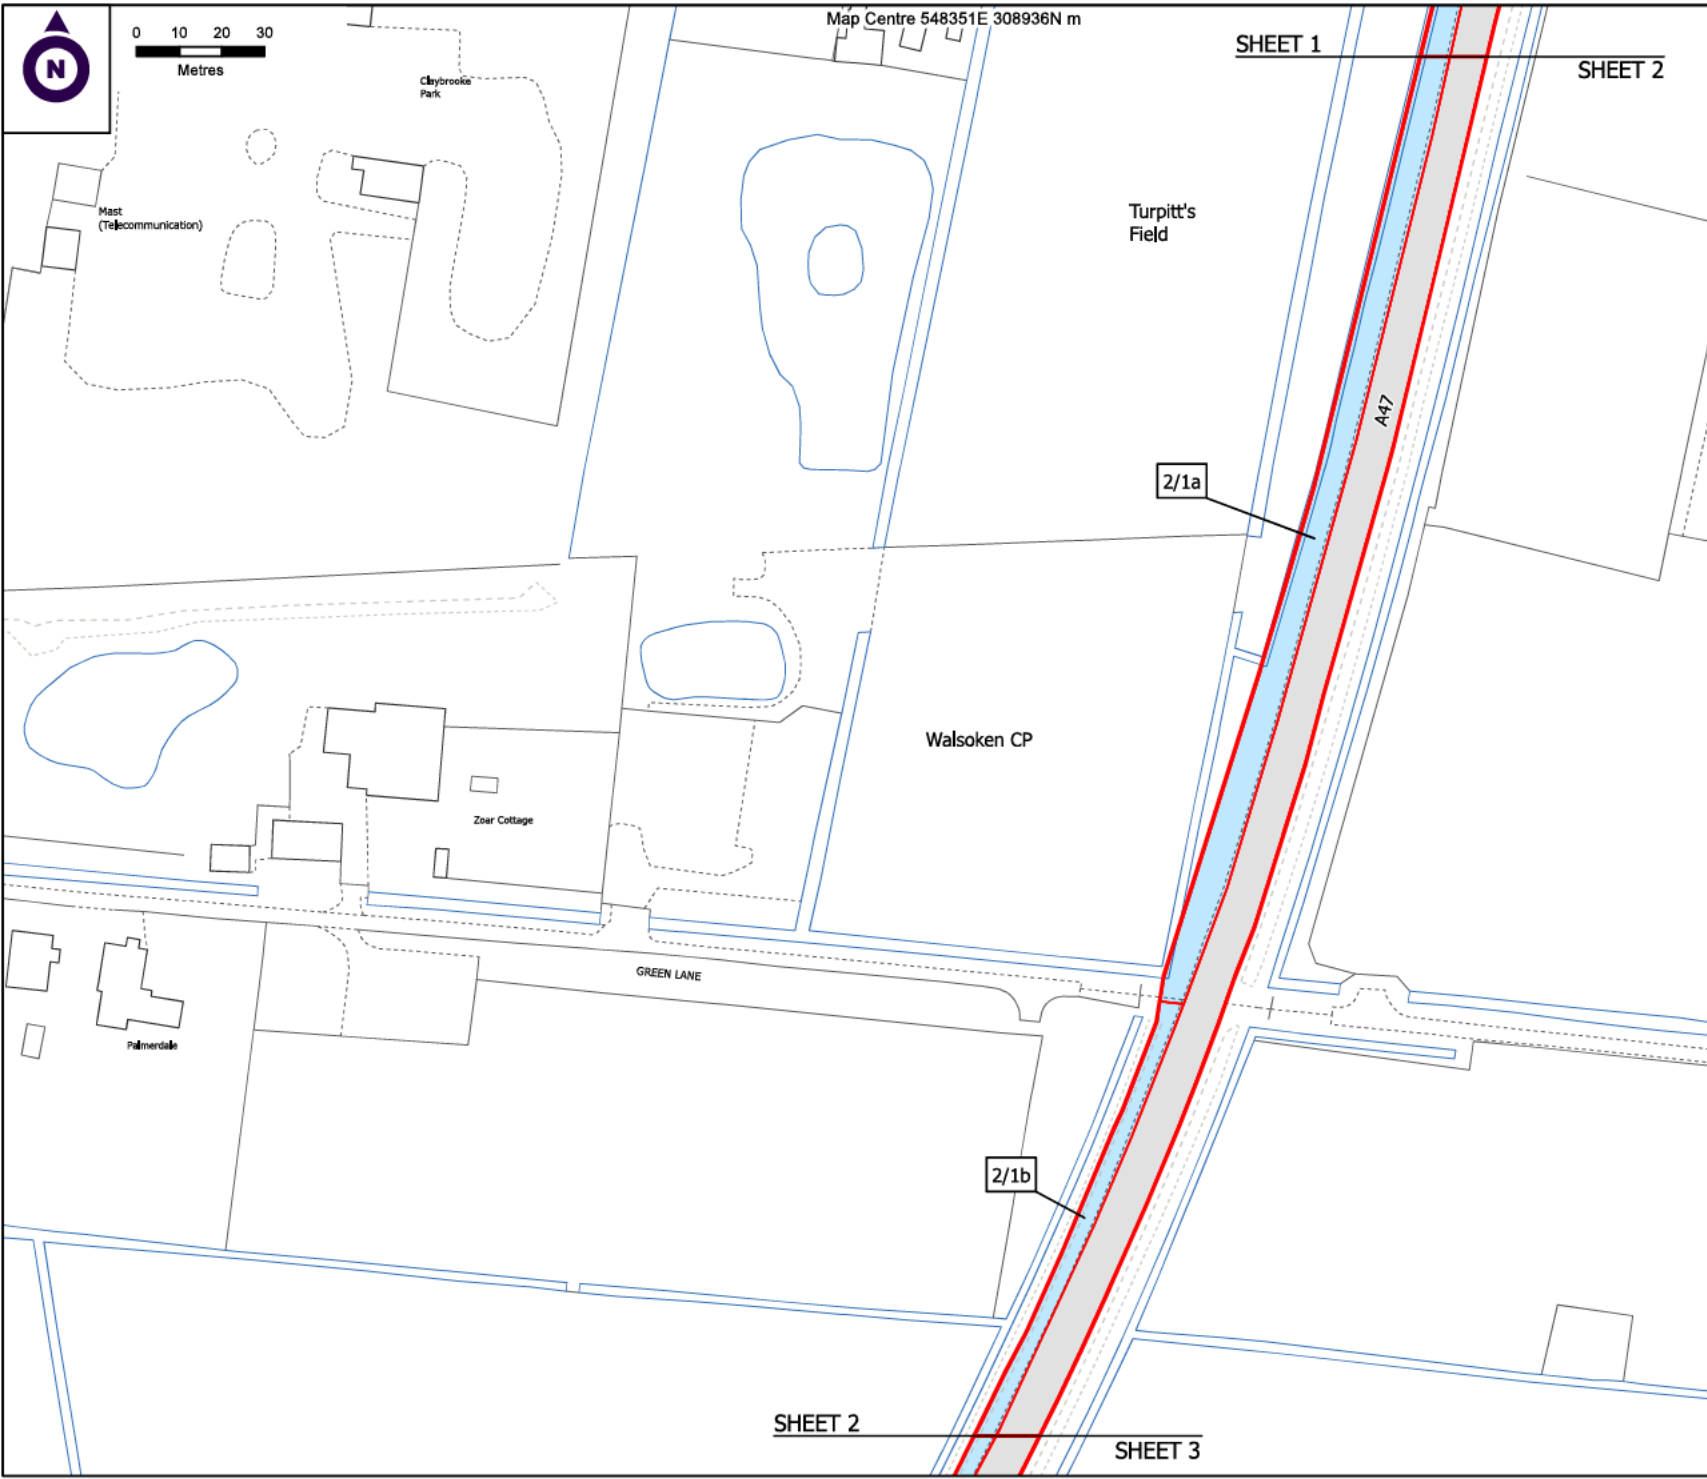 Map Centre 548351E 308936N m
N
0 10 20 30
Metres
SHEET 1
SHEET 2
Claybrooke
Park
Mast
(Telecommunication)
Turpitt's
Field
A47
2/1a
Walsoken CP
Zoar Cottage
GREEN LANE
Palmerdale
2/1b
SHEET 2
SHEET 3